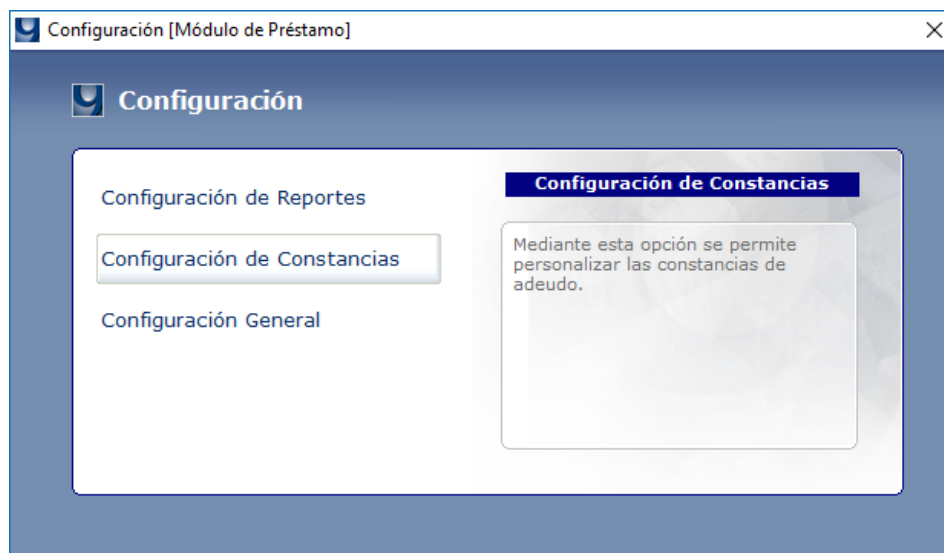 Configuración [Módulo de Préstamo]
Configuración
Configuración de Reportes
Configuración de Constancias
Configuración General
Configuración de Constancias
Mediante esta opción se permite
personalizar las constancias de
adeudo.